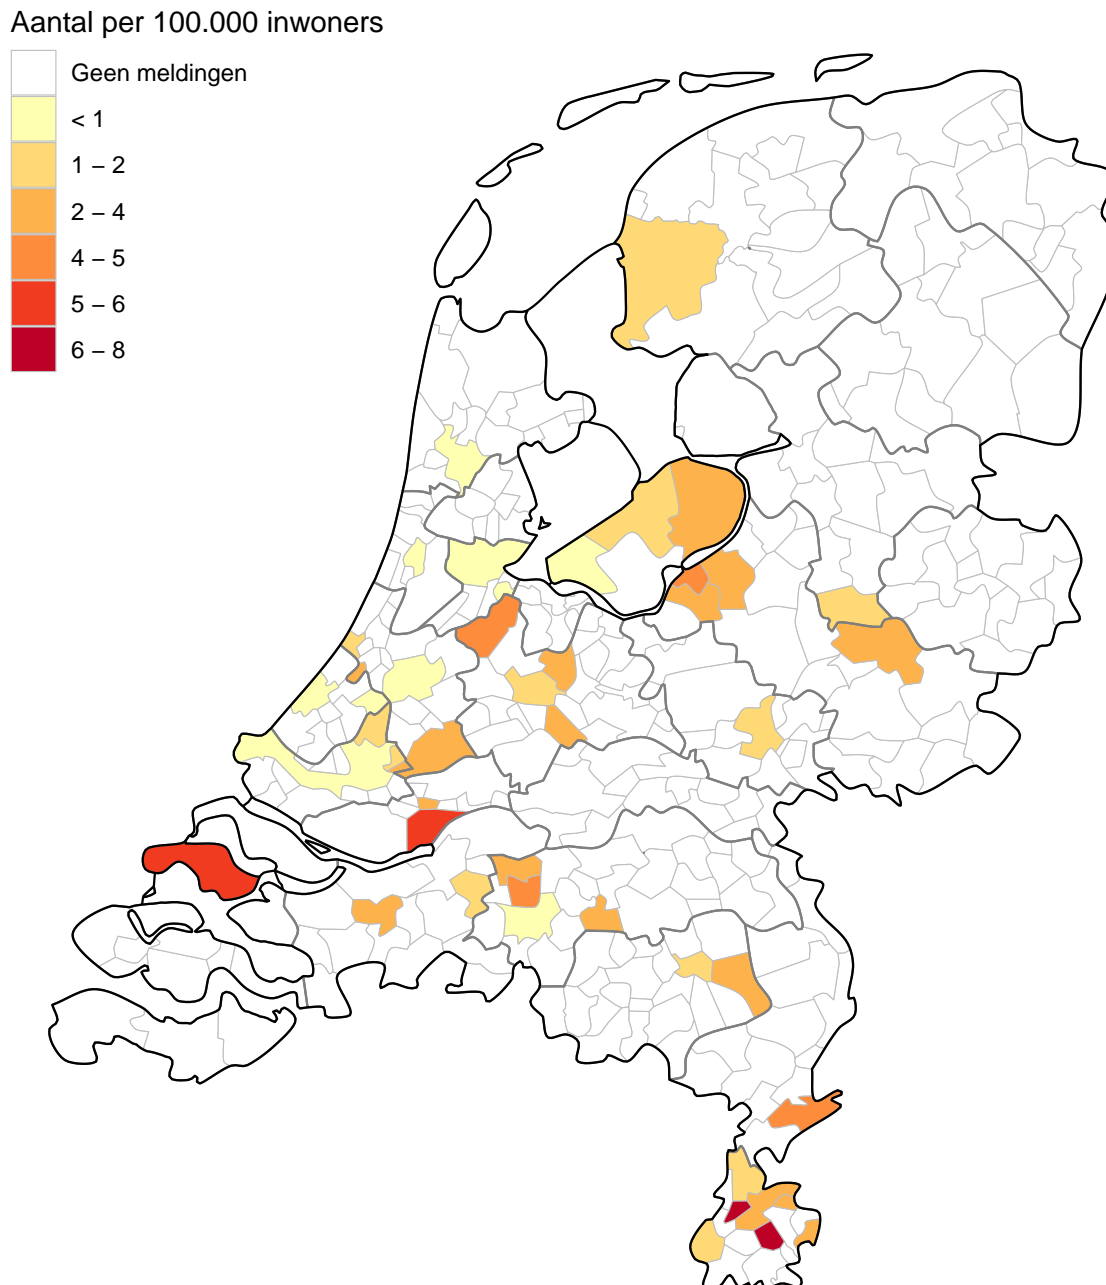 Aantal per 100.000 inwoners
Geen meldingen
< 1
1 – 2
2 – 4
4 – 5
5 – 6
6 – 8